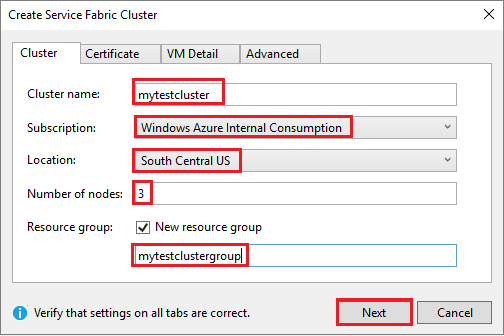 Create Service Fabric Cluster
Cluster Certificate VM Detail Advanced
Cluster name: mytestcluster
Subscription: Windows Azure Internal Consumption
Location: South Central US
Number of nodes: 3
Resource group: New resource group
mytestclustergroup
Verify that settings on all tabs are correct. Next Cancel